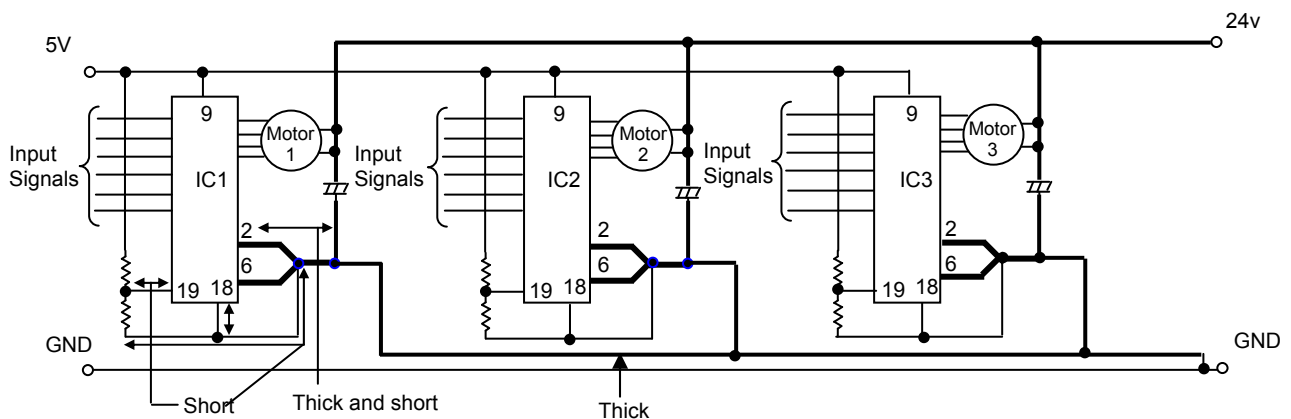 24v
5V
9
9
9
Motor
1
Motor
2
Motor
3
Input
Signals
Input
Signals
Input
Signals
IC1
IC2
IC3
2
2
2
6
6
6
19
18
19
18
19
18
GND
GND
Short
Thick and short
Thick